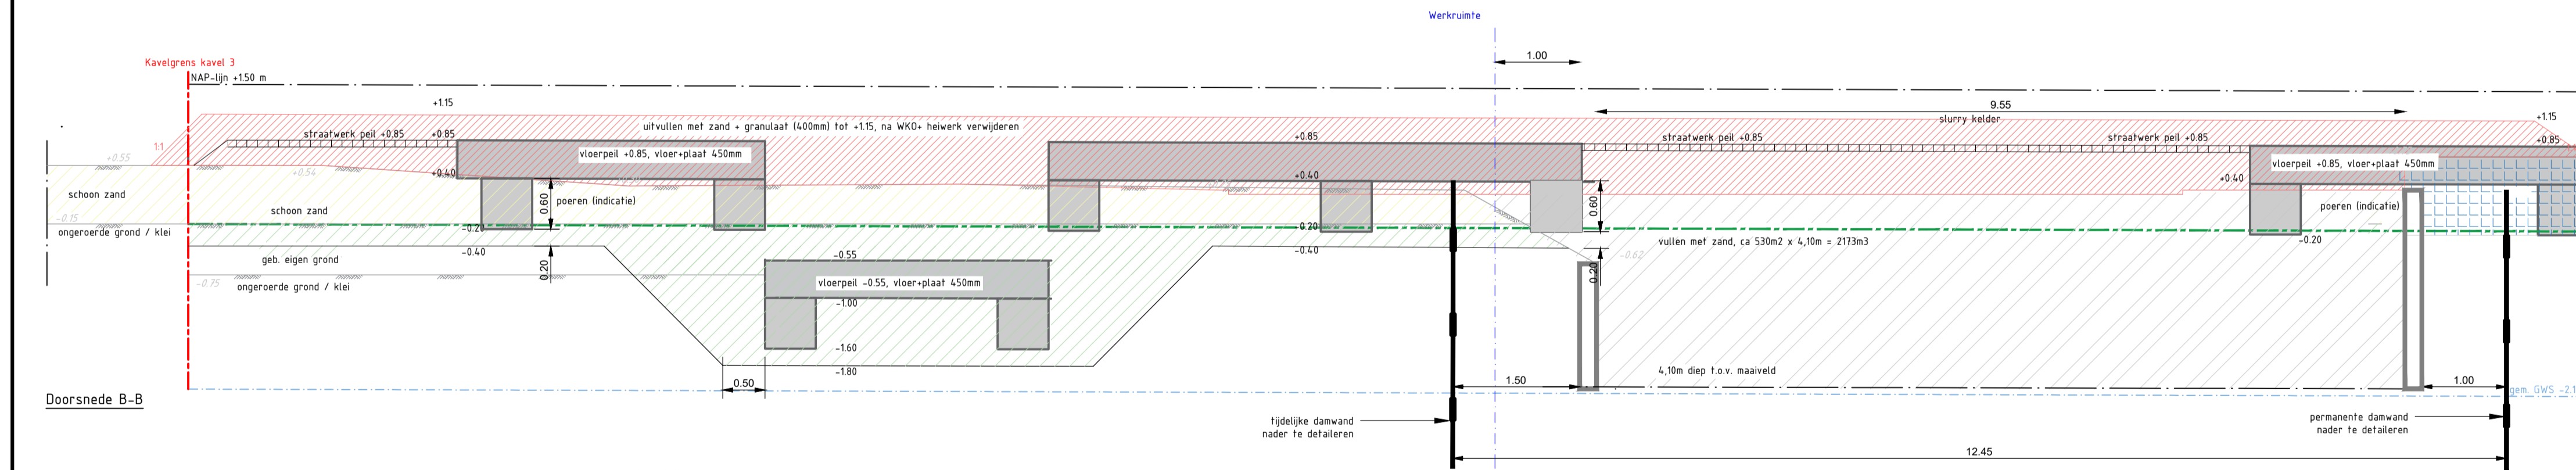 Werkruimte
1.00
Kavelgrens kavel 3
NAP-lijn +1.50 m
+1.15
9.55
slurry kelder
+1.15
uitvullen met zand + granulaat (400mm) tot +1.15, na WKO+ heiwerk verwijderen
straatwerk peil +0.85
+0.85
+0.85
straatwerk peil +0.85
straatwerk peil +0.85
+0.85
1:1
+0.55
vloerpeil +0.85, vloer+plaat 450mm
vloerpeil +0.85, vloer+plaat 450mm
+0.54
+0.40
+0.40
+0.40
schoon zand
0.60
poeren (indicatie)
0.60
poeren (indicatie)
schoon zand
-0.15
-0.20
-0.20
-0.20
ongeroerde grond / klei
vullen met zand, ca 530m2 x 4,10m = 2173m3
-0.40
-0.40
-0.55
-0.62
geb. eigen grond
0.20
0.20
-0.75
ongeroerde grond / klei
vloerpeil -0.55, vloer+plaat 450mm
-1.00
-1.60
-1.80
4,10m diep t.o.v. maaiveld
0.50
1.50
1.00
gem. GWS -2.1
Doorsnede B-B
tijdelijke damwand
nader te detaileren
permanente damwand
nader te detaileren
12.45